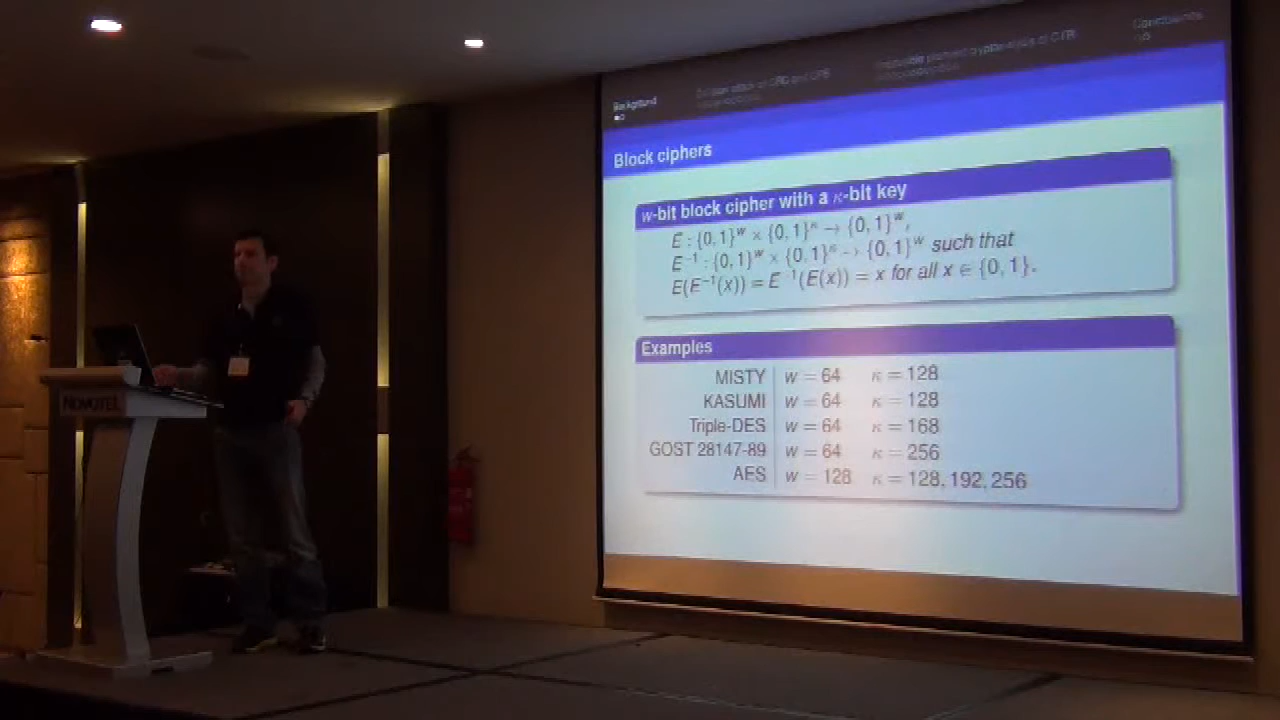 Background
Block ciphers
w-bit block cipher with a κ-bit key
E : {0, 1}^w × {0, 1}^κ → {0, 1}^w,
E^−1 : {0, 1}^w × {0, 1}^κ → {0, 1}^w such that
E(E^−1(x)) = E^−1(E(x)) = x for all x ∈ {0, 1}.
Examples
MISTY w = 64 κ = 128
KASUMI w = 64 κ = 128
Triple-DES w = 64 κ = 168
GOST 28147-89 w = 64 κ = 256
AES w = 128 κ = 128, 192, 256
NOVOTEL